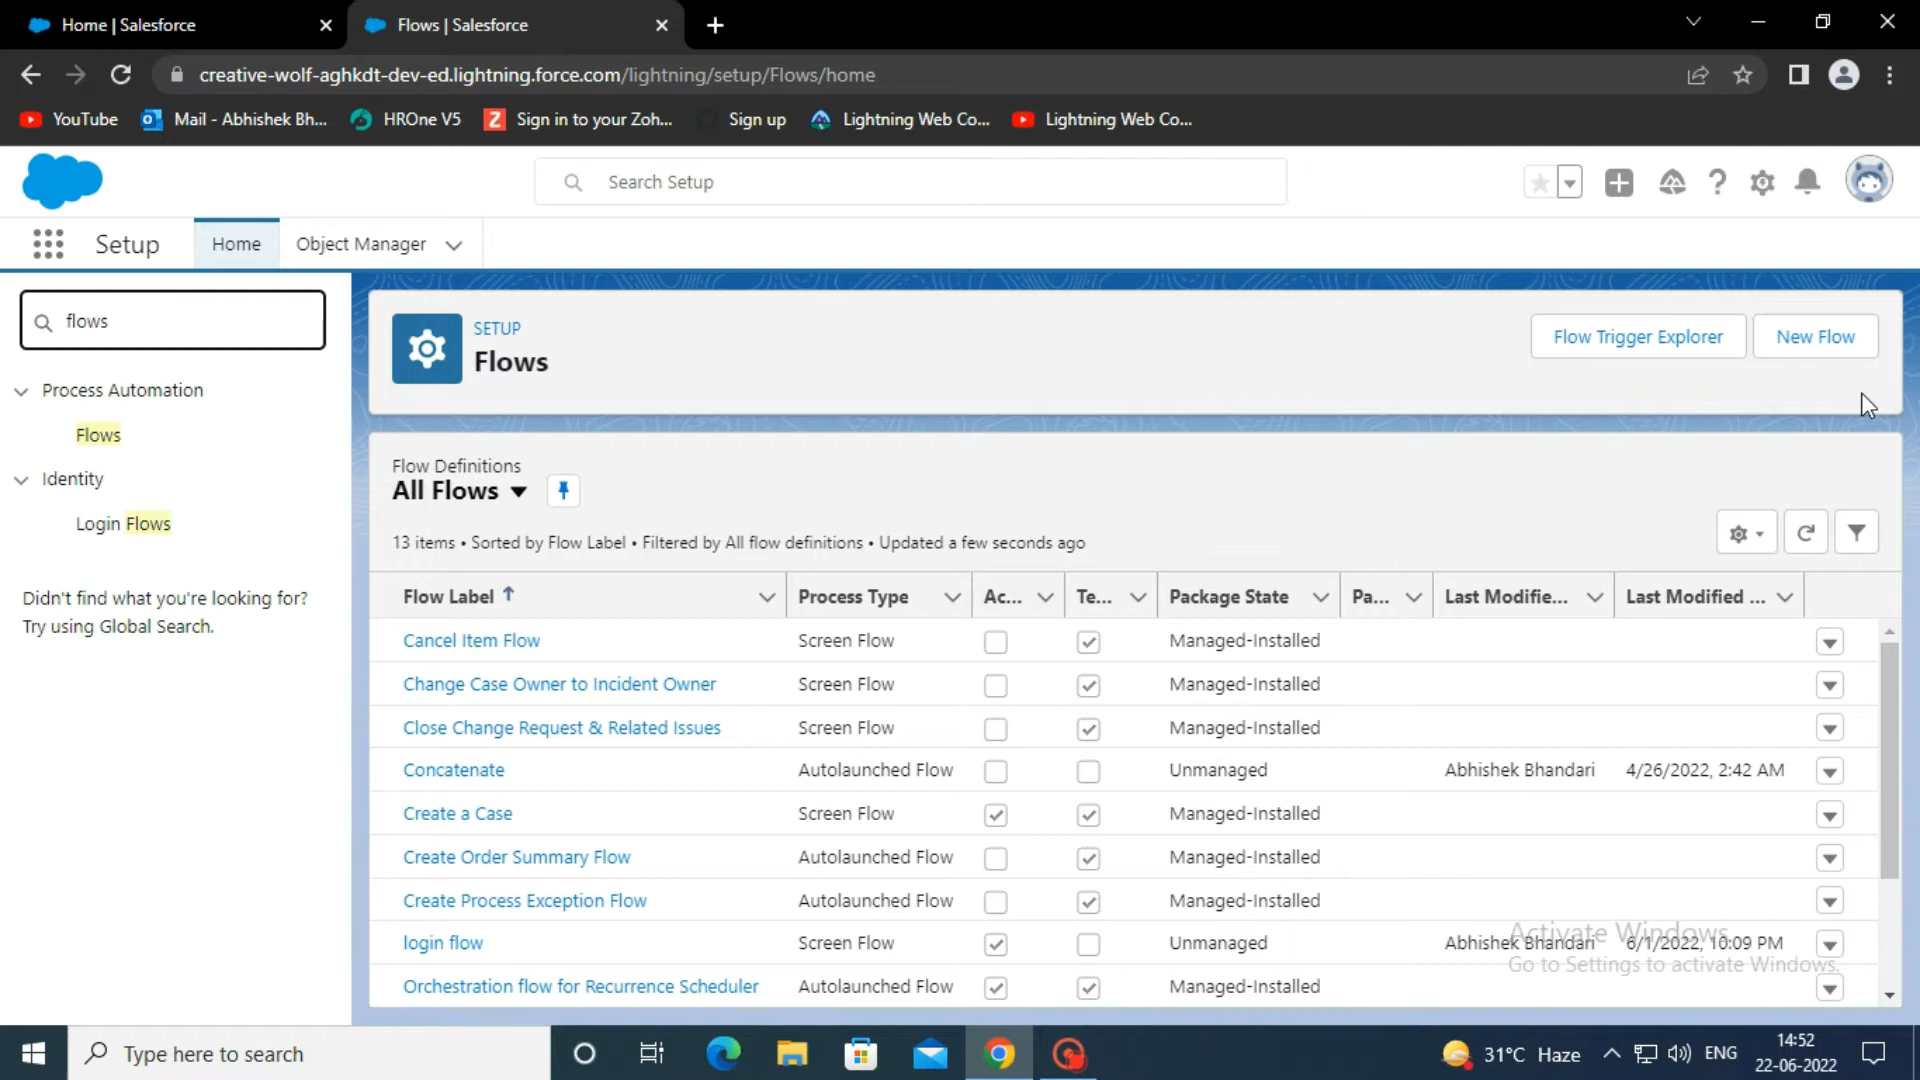 Home | Salesforce
Flows | Salesforce
creative-wolf-aghkdt-dev-ed.lightning.force.com/lightning/setup/Flows/home
YouTube
Mail - Abhishek Bh...
HROne V5
Sign in to your Zoh...
Sign up
Lightning Web Co...
Lightning Web Co...
Search Setup
Setup
Home
Object Manager
flows
Process Automation
Flows
Identity
Login Flows
Didn't find what you're looking for?
Try using Global Search.
SETUP
Flows
Flow Trigger Explorer
New Flow
Flow Definitions
All Flows
13 items • Sorted by Flow Label • Filtered by All flow definitions • Updated a few seconds ago
Flow Label Process Type Ac... Te... Package State Pa... Last Modifie... Last Modified ...
Cancel Item Flow Screen Flow Managed-Installed
Change Case Owner to Incident Owner Screen Flow Managed-Installed
Close Change Request & Related Issues Screen Flow Managed-Installed
Concatenate Autolaunched Flow Unmanaged Abhishek Bhandari 4/26/2022, 2:42 AM
Create a Case Screen Flow Managed-Installed
Create Order Summary Flow Autolaunched Flow Managed-Installed
Create Process Exception Flow Autolaunched Flow Managed-Installed
login flow Screen Flow Unmanaged Abhishek Bhandari 6/1/2022, 10:09 PM
Orchestration flow for Recurrence Scheduler Autolaunched Flow Managed-Installed
Activate Windows
Go to Settings to activate Windows.
Type here to search
31°C Haze
ENG
14:52
22-06-2022